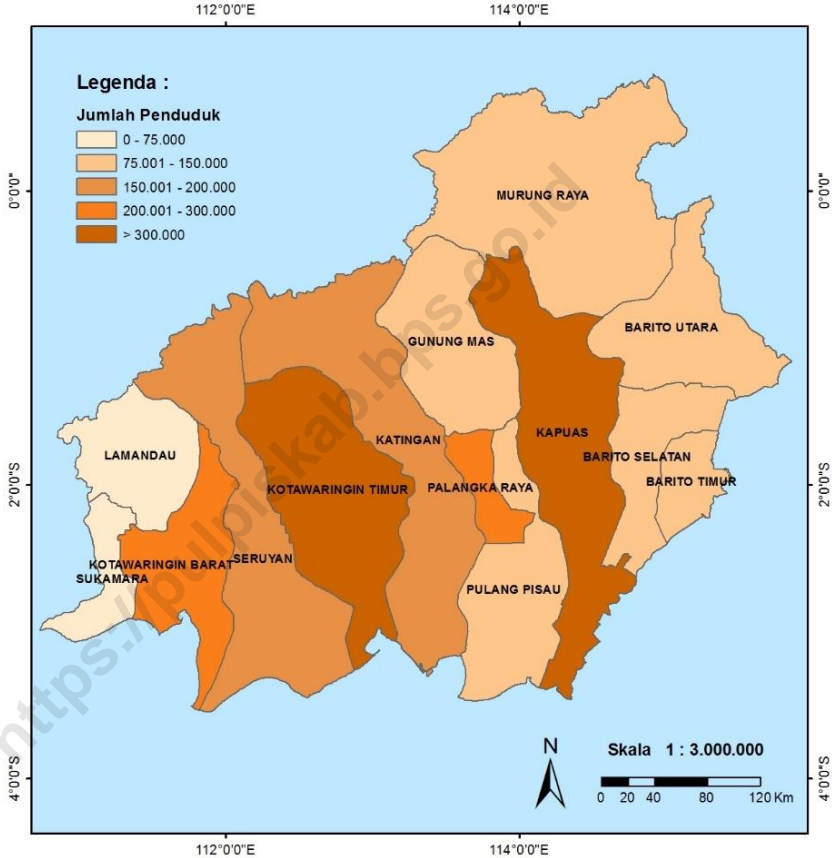 112°0'0"E 114°0'0"E
Legenda :
Jumlah Penduduk
0 - 75.000
75.001 - 150.000
150.001 - 200.000
200.001 - 300.000
> 300.000
0°0'0"
0°0'0"
MURUNG RAYA
BARITO UTARA
GUNUNG MAS
KAPUAS
KATINGAN
LAMANDAU
BARITO SELATAN
2°0'0"S
2°0'0"S
KOTAWARINGIN TIMUR
PALANGKA RAYA
BARITO TIMUR
SERUYAN
KOTAWARINGIN BARAT
SUKAMARA
PULANG PISAU
https://pulpiskab.bps.go.id
N
Skala 1 : 3.000.000
0 20 40 80 120 Km
4°0'0"S
4°0'0"S
112°0'0"E 114°0'0"E